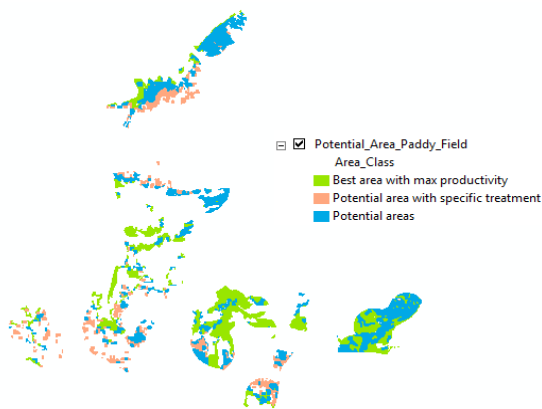 Potential_Area_Paddy_Field
Area_Class
Best area with max productivity
Potential area with specific treatment
Potential areas